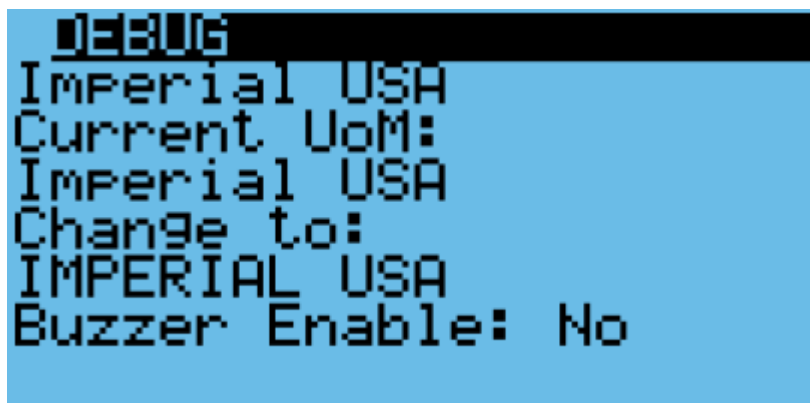 DEBUG
Imperial USA
Current UoM:
Imperial USA
Change to:
IMPERIAL USA
Buzzer Enable: No